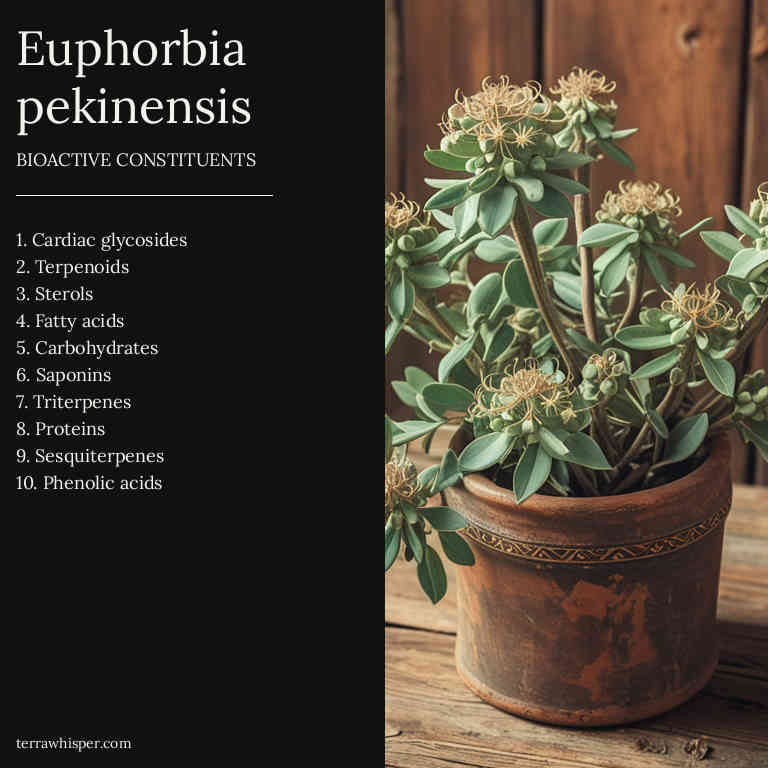 Euphorbia
pekinensis
BIOACTIVE CONSTITUENTS
1. Cardiac glycosides
2. Terpenoids
3. Sterols
4. Fatty acids
5. Carbohydrates
6. Saponins
7. Triterpenes
8. Proteins
9. Sesquiterpenes
10. Phenolic acids
terrawhisper.com